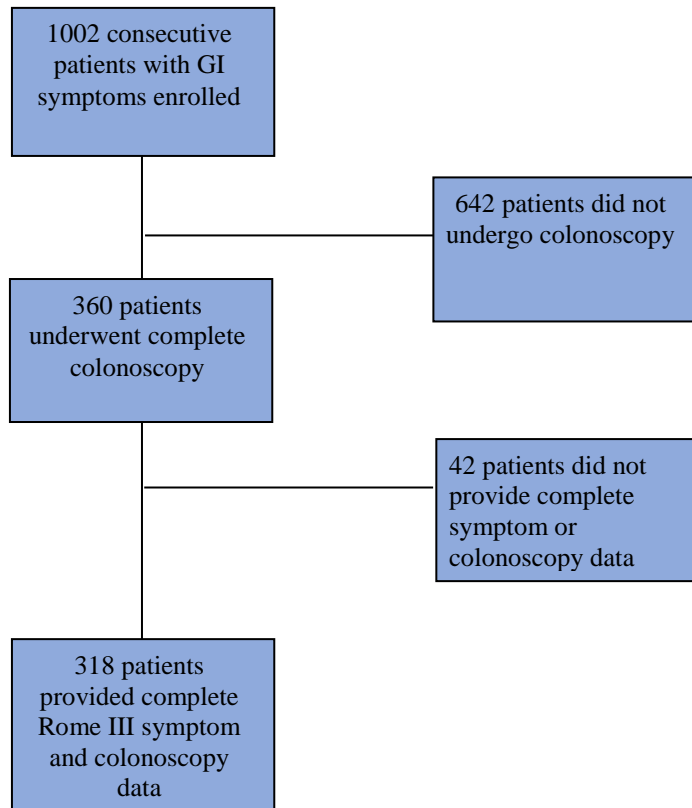 1002 consecutive
patients with GI
symptoms enrolled
642 patients did not
undergo colonoscopy
360 patients
underwent complete
colonoscopy
42 patients did not
provide complete
symptom or
colonoscopy data
318 patients
provided complete
Rome III symptom
and colonoscopy
data